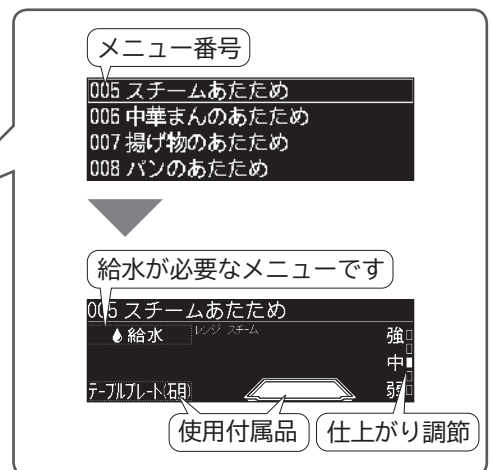 メニュー番号
005 スチームあたため
006 中華まんのあたため
007 揚げ物のあたため
008 パンのあたため
給水が必要なメニューです
005 スチームあたため
給水 レンジ スチーム
強
中
テーブルプレート(石目) 弱
使用付属品 仕上がり調節